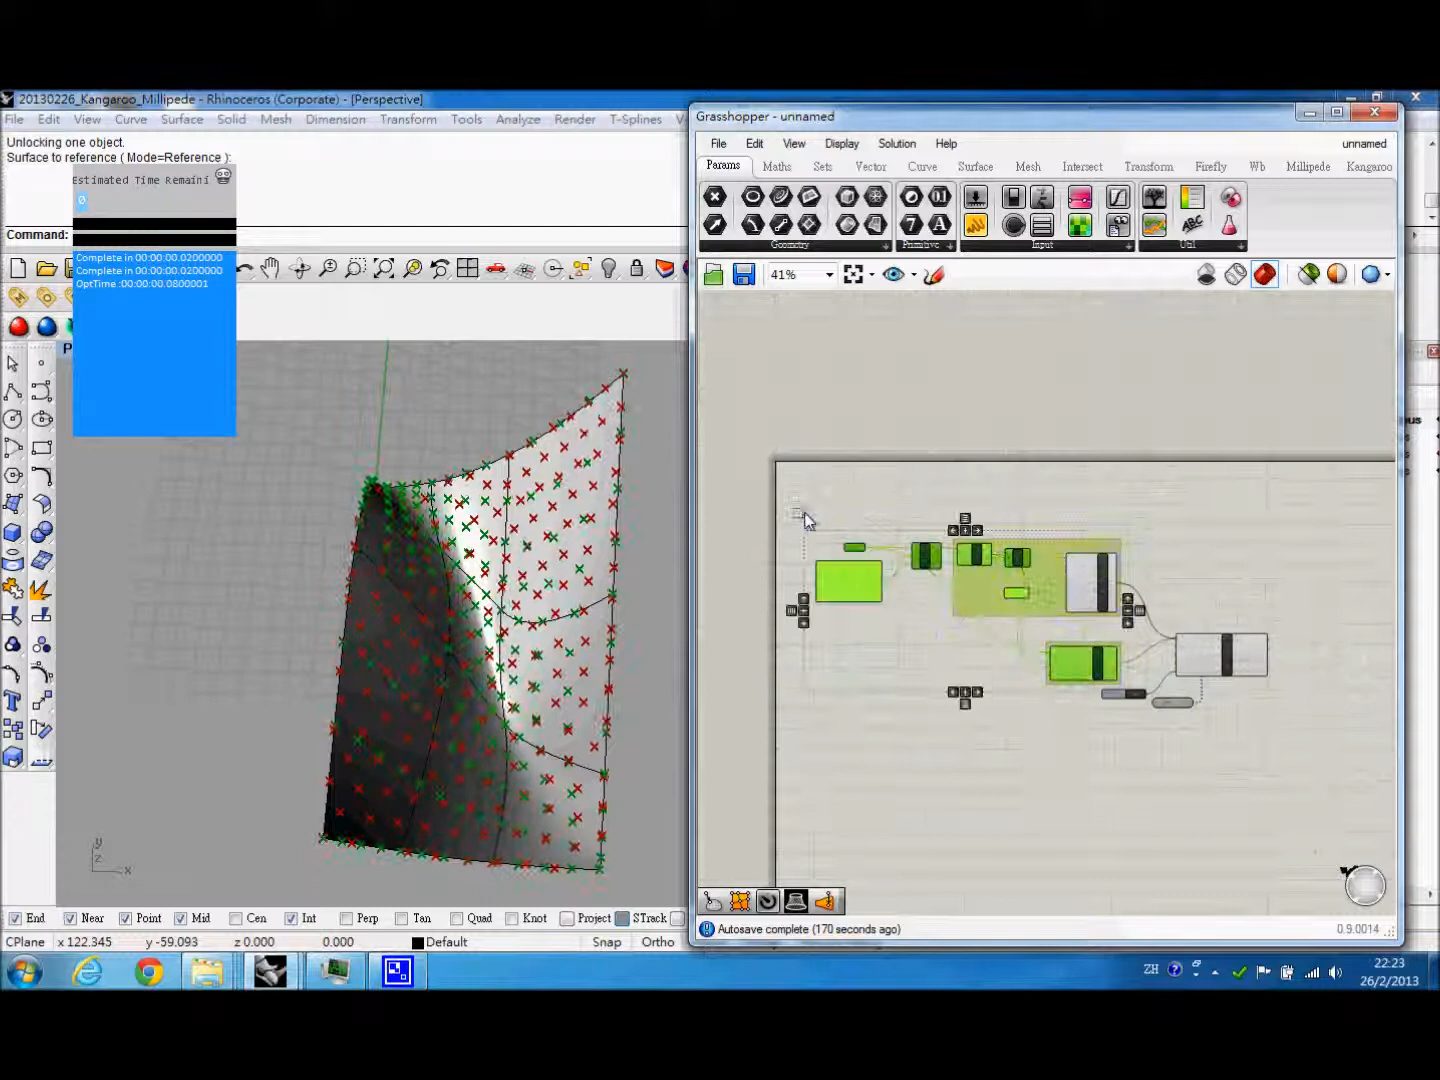 20130226_Kangaroo_Millipede - Rhinoceros (Corporate) - [Perspective]
File Edit View Curve Surface Solid Mesh Dimension Transform Tools Analyze Render T-Splines V
Unlocking one object.
Surface to reference ( Mode=Reference ):
Estimated Time Remaini
0
Command:
Complete in 00:00:00.0200000
Complete in 00:00:00.0200000
OptTime :00:00:00.0800001
P
y
z
x
End Near Point Mid Cen Int Perp Tan Quad Knot Project STrack
CPlane x 122.345 y -59.093 z 0.000 0.000 Default Snap Ortho
Grasshopper - unnamed
File Edit View Display Solution Help unnamed
Params Maths Sets Vector Curve Surface Mesh Intersect Transform Firefly Wb Millipede Kangaroo
Geometry Primitive Input Util
41%
Autosave complete (170 seconds ago) 0.9.0014
ous
ZH
22:23
26/2/2013